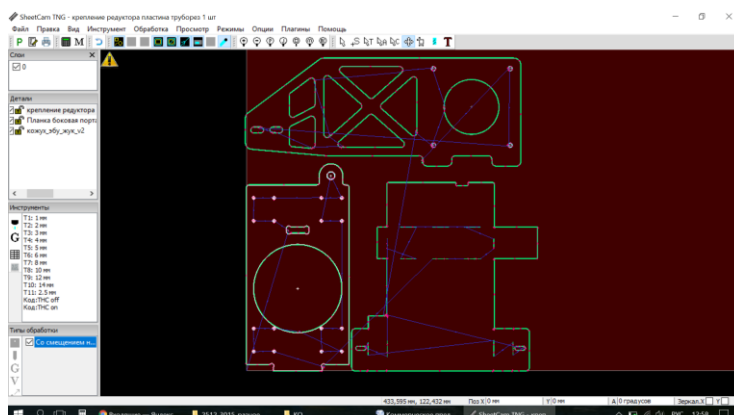 SheetCam TNG - крепление редуктора пластина труборез 1 шт
Файл Правка Вид Инструмент Обработка Просмотр Режимы Опции Плагины Помощь
Слои
0
Детали
крепление редуктора
Планка боковая порта
кожух_эбу_жук_v2
Инструменты
T1: 1 мм
T2: 2 мм
T3: 3 мм
T4: 4 мм
T5: 5 мм
T6: 6 мм
T7: 8 мм
T8: 10 мм
T9: 12 мм
T10: 14 мм
T11: 2.5 мм
Код:THC off
Код:THC on
Типы обработки
Со смещением н...
433,595 мм, 122,432 мм Поз X 0 мм Y 0 мм A 0 градусов Зеркал.X Y
РУС 13:58